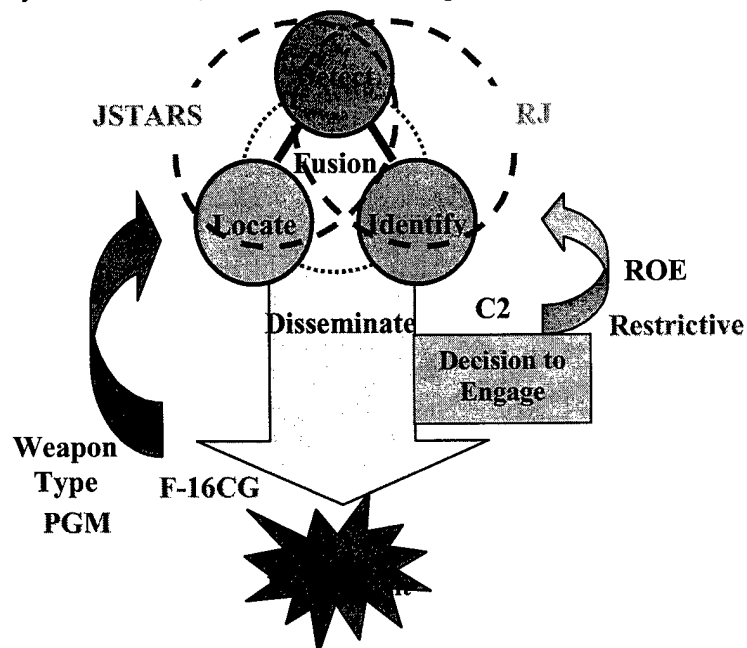 Detect
JSTARS
RJ
Fusion
Locate
Identify
ROE
C2
Disseminate
Restrictive
Decision to
Engage
Weapon
Type
F-16CG
PGM